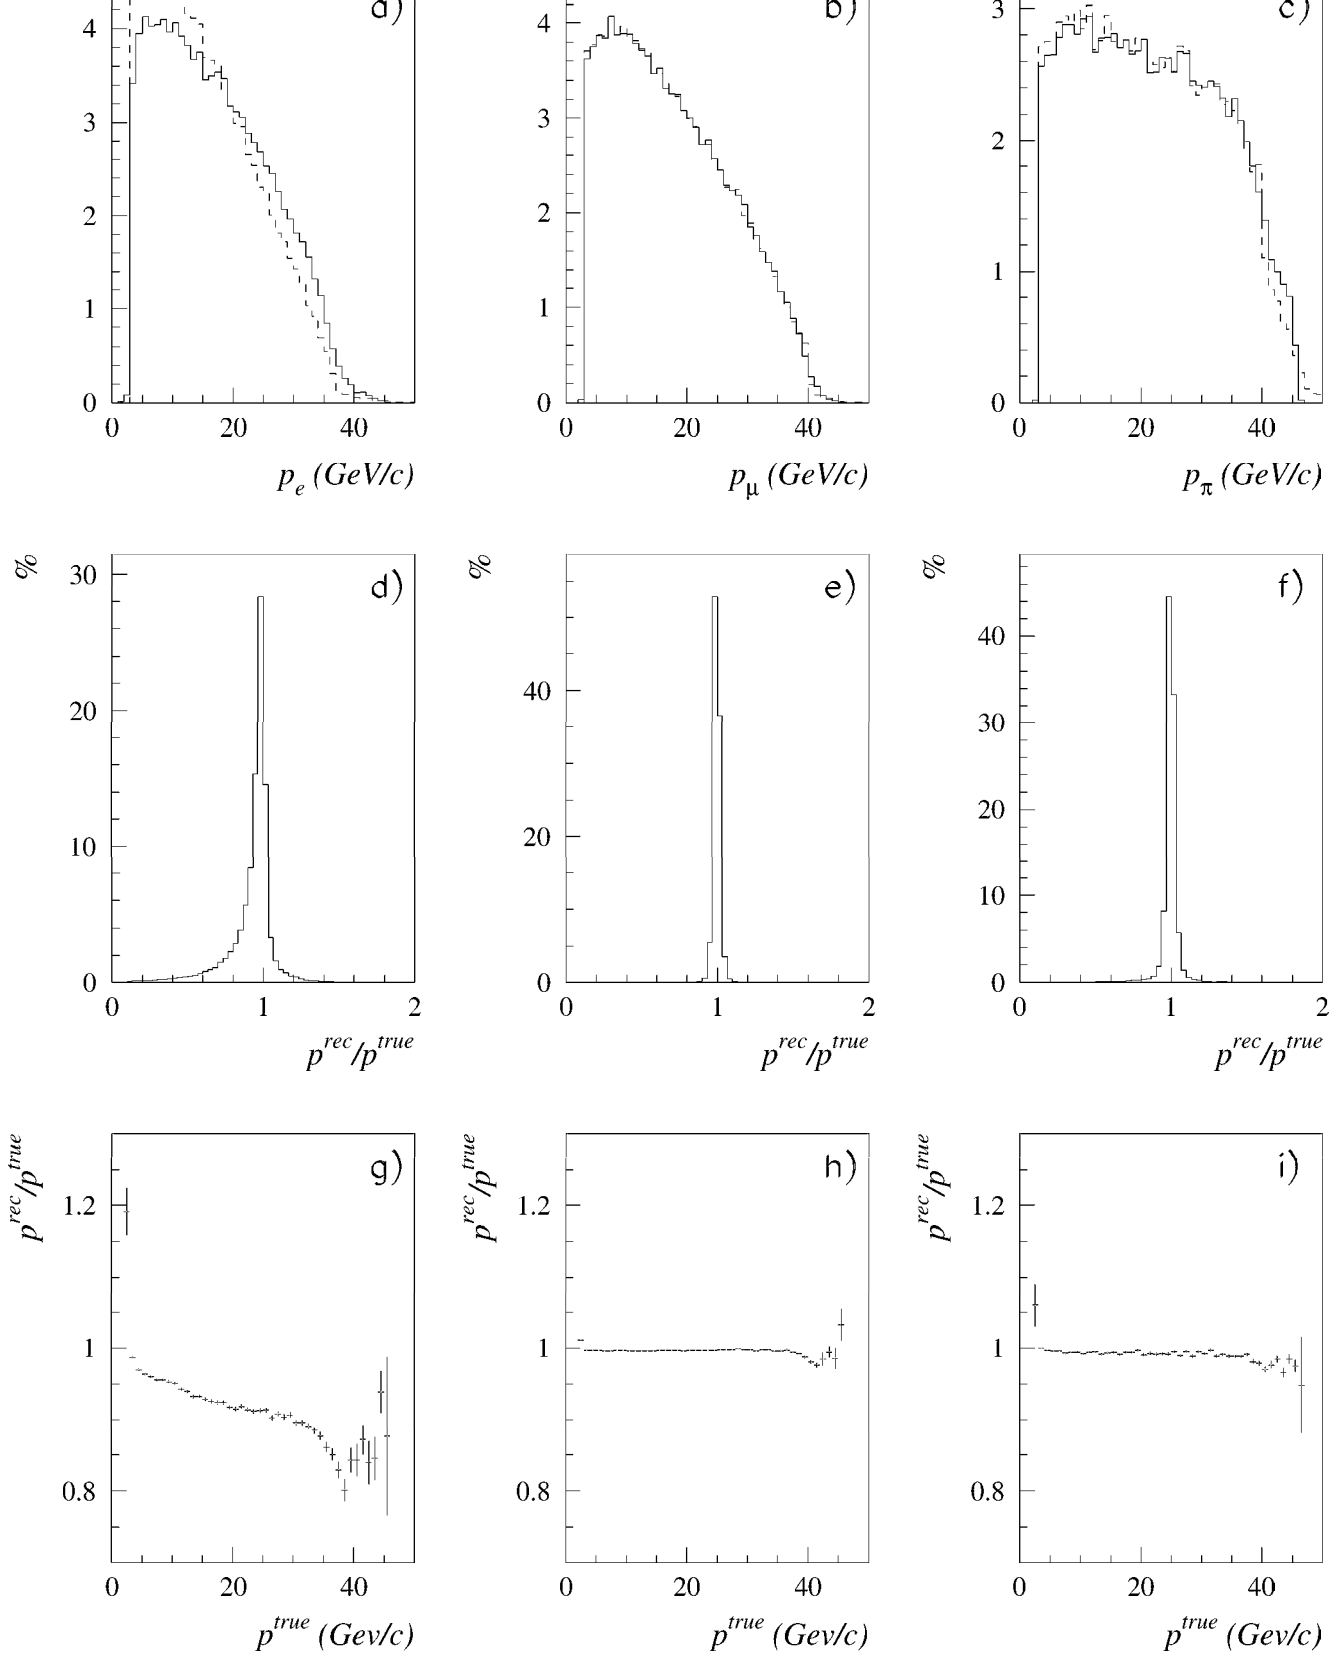 a) b) c)
4 4 3
3 3 2
2 2 1
1 1
0 0 0
0 20 40 0 20 40 0 20 40
p_e (GeV/c) p_μ (GeV/c) p_π (GeV/c)
% % %
d) e) f)
30 40 40
20 20 30
10 0 20
0 10
0
0 1 2 0 1 2 0 1 2
p^rec/p^true p^rec/p^true p^rec/p^true
p^rec/p^true p^rec/p^true p^rec/p^true
g) h) i)
1.2 1.2 1.2
1 1 1
0.8 0.8 0.8
0 20 40 0 20 40 0 20 40
p^true (Gev/c) p^true (Gev/c) p^true (Gev/c)